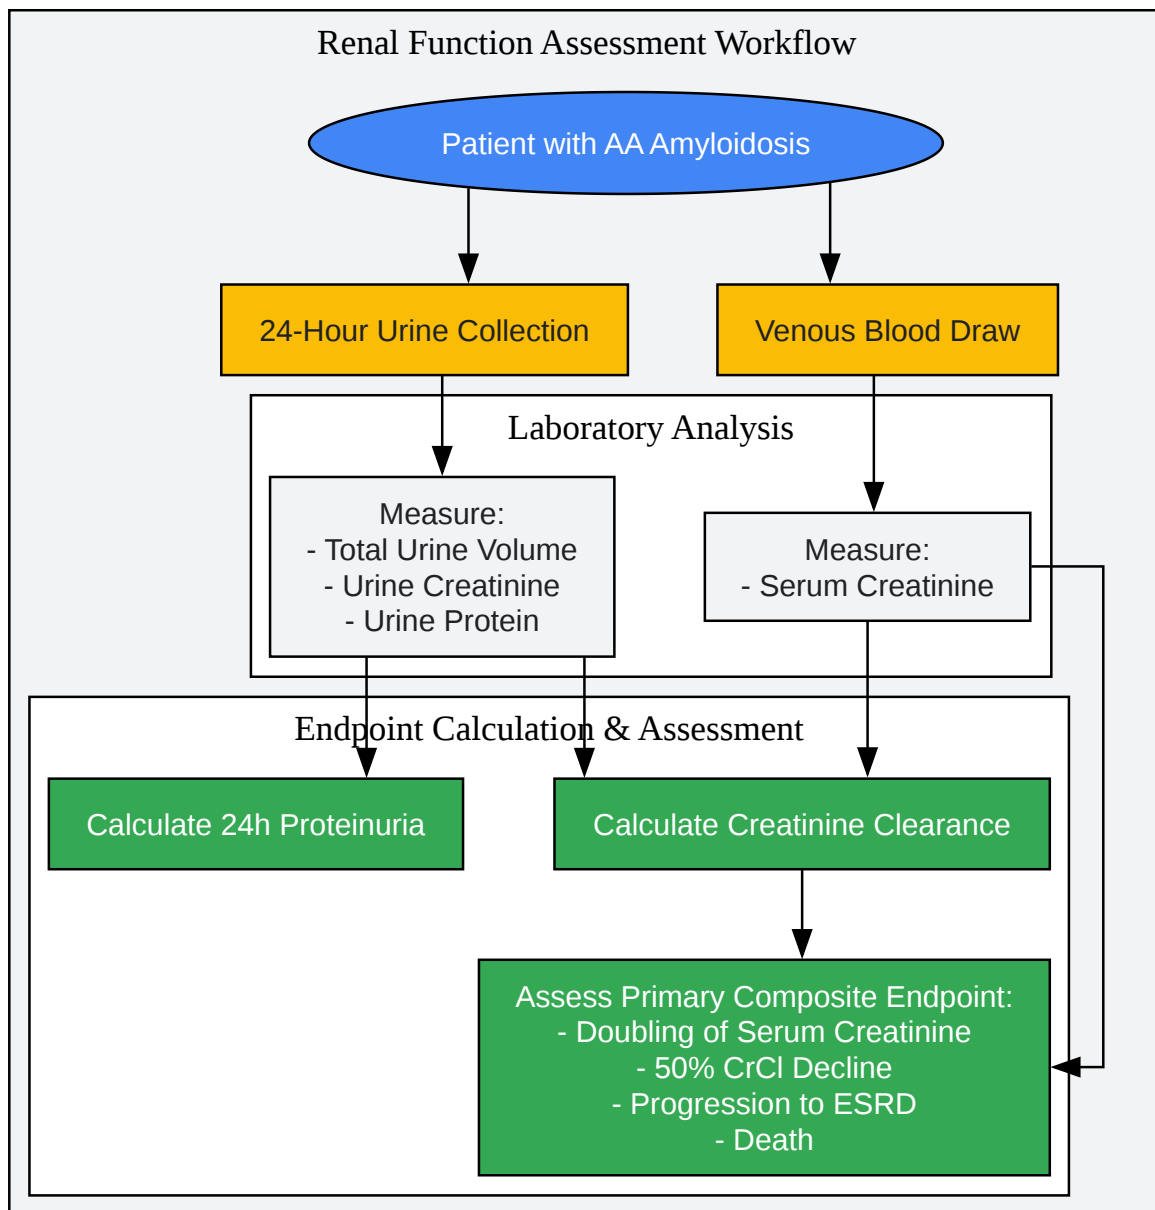 Renal Function Assessment Workflow
Patient with AA Amyloidosis
24-Hour Urine Collection
Venous Blood Draw
Laboratory Analysis
Measure:
- Total Urine Volume
- Urine Creatinine
- Urine Protein
Measure:
- Serum Creatinine
Endpoint Calculation & Assessment
Calculate 24h Proteinuria
Calculate Creatinine Clearance
Assess Primary Composite Endpoint:
- Doubling of Serum Creatinine
- 50% CrCl Decline
- Progression to ESRD
- Death